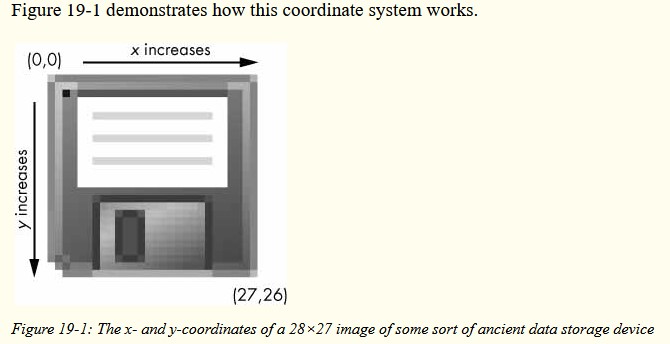 Figure 19-1 demonstrates how this coordinate system works.
x increases
(0,0)
y increases
(27,26)
Figure 19-1: The x- and y-coordinates of a 28×27 image of some sort of ancient data storage device